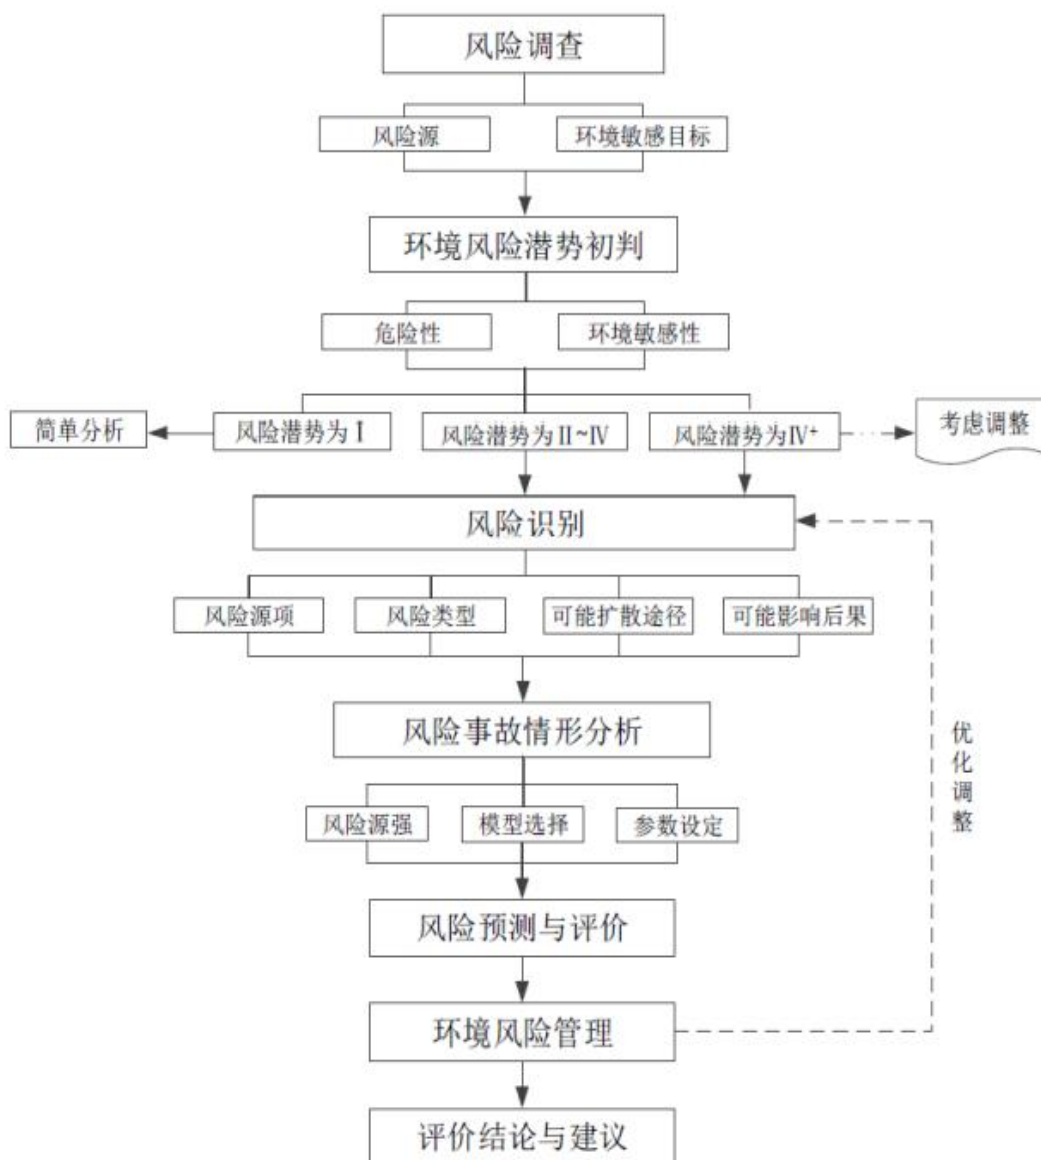 风险调查
风险源
环境敏感目标
环境风险潜势初判
危险性
环境敏感性
简单分析
风险潜势为Ⅰ
风险潜势为Ⅱ~Ⅳ
风险潜势为Ⅳ⁺
考虑调整
风险识别
风险源项
风险类型
可能扩散途径
可能影响后果
风险事故情形分析
风险源强
模型选择
参数设定
优化调整
风险预测与评价
环境风险管理
评价结论与建议